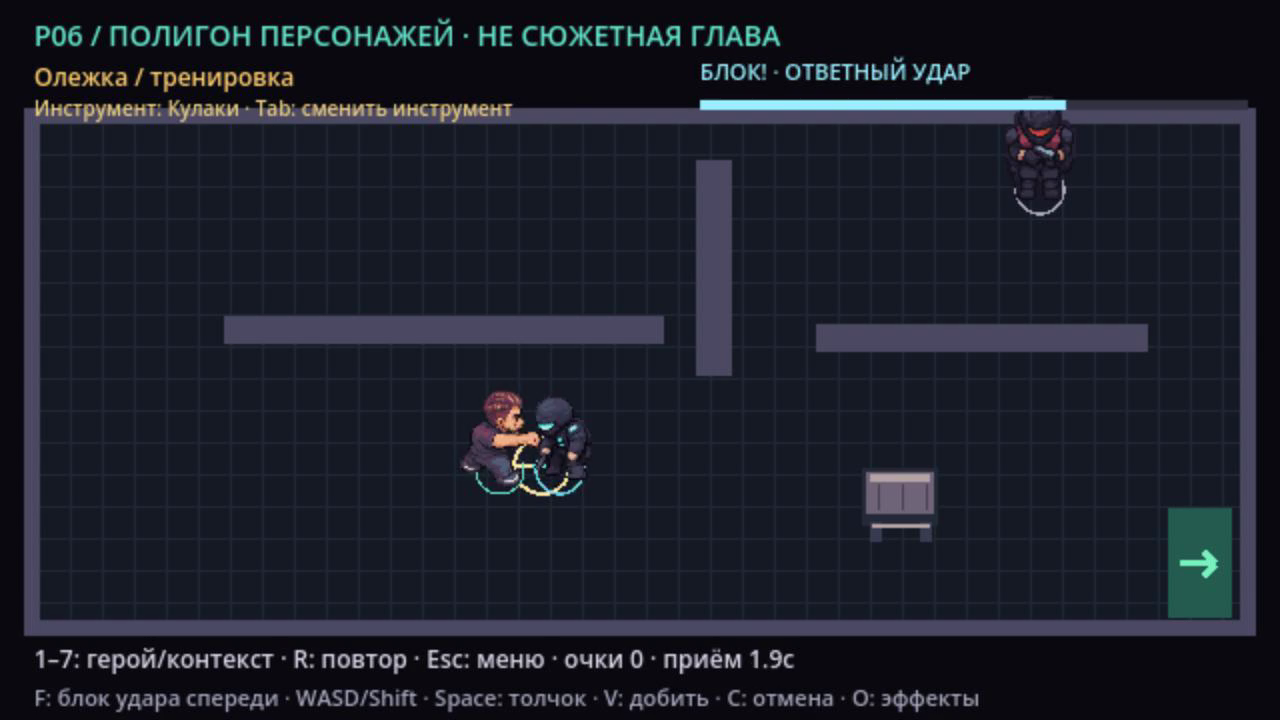 P06 / ПОЛИГОН ПЕРСОНАЖЕЙ · НЕ СЮЖЕТНАЯ ГЛАВА
Олежка / тренировка
БЛОК! · ОТВЕТНЫЙ УДАР
Инструмент: Кулаки · Tab: сменить инструмент
1–7: герой/контекст · R: повтор · Esc: меню · очки 0 · приём 1.9с
F: блок удара спереди · WASD/Shift · Space: толчок · V: добить · C: отмена · O: эффекты